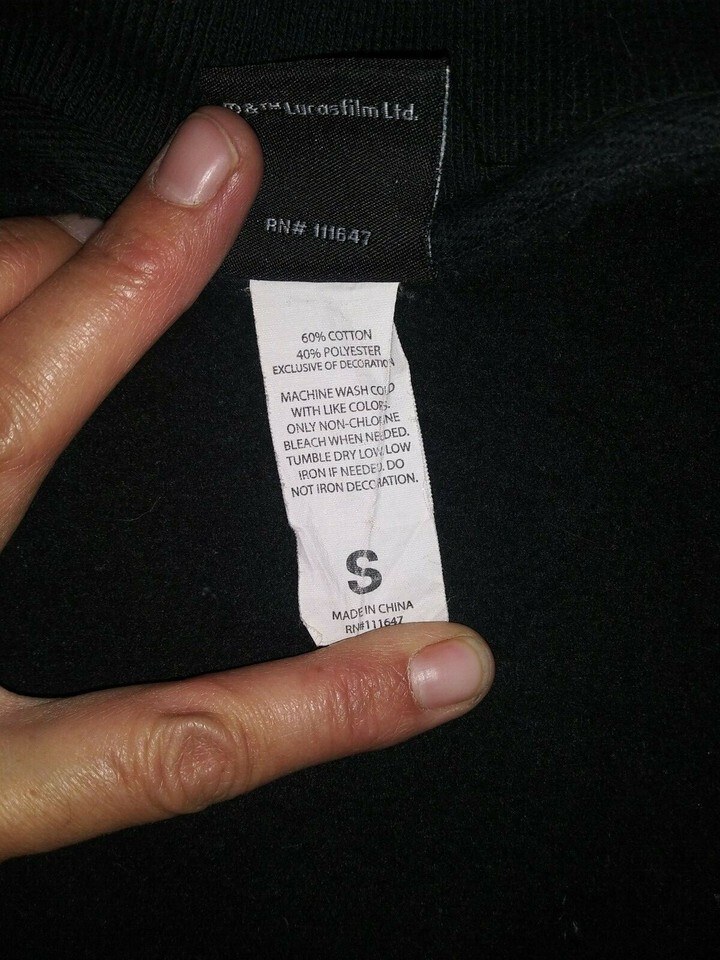 © & ™ Lucasfilm Ltd.
RN# 111647
60% COTTON
40% POLYESTER
EXCLUSIVE OF DECORATION
MACHINE WASH COLD
WITH LIKE COLORS.
ONLY NON-CHLORINE
BLEACH WHEN NEEDED.
TUMBLE DRY LOW LOW
IRON IF NEEDED. DO
NOT IRON DECORATION.
S
MADE IN CHINA
RN#111647